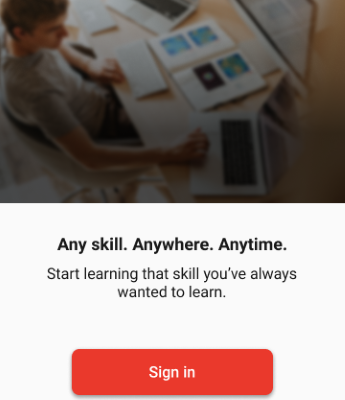 Any skill. Anywhere. Anytime.
Start learning that skill you’ve always
wanted to learn.
Sign in